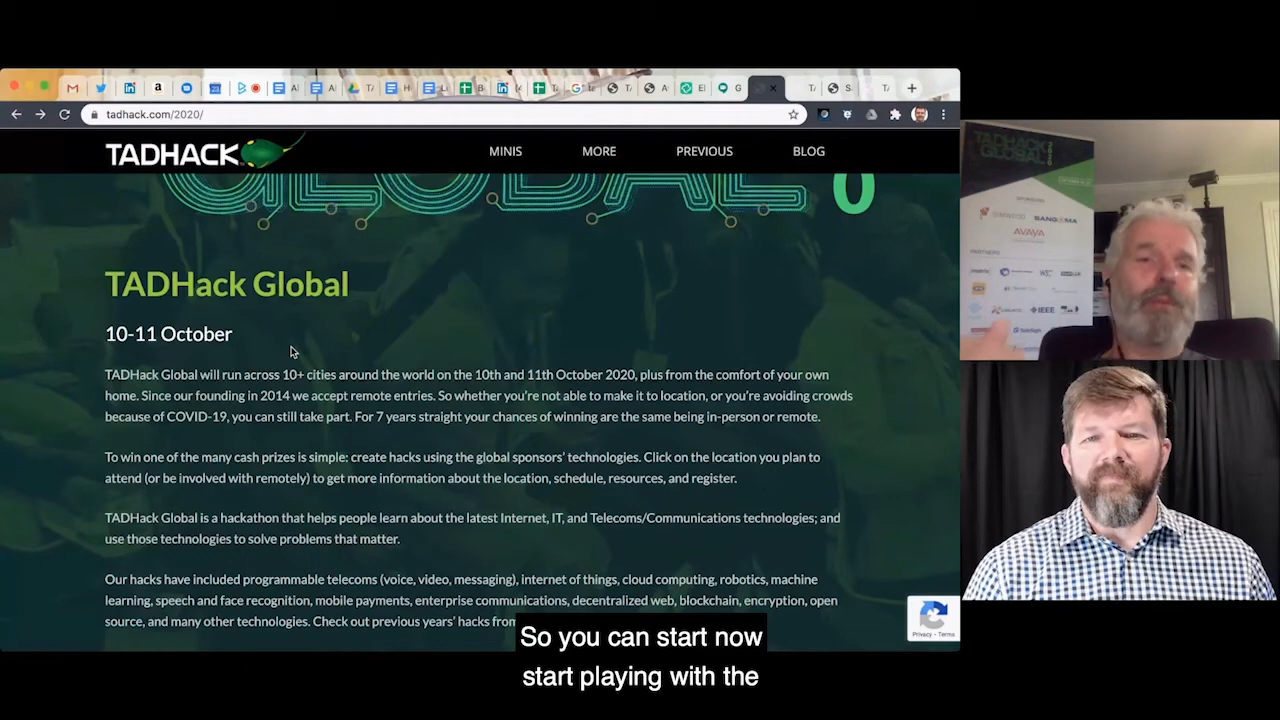 tadhack.com/2020/
TADHACK
MINIS
MORE
PREVIOUS
BLOG
GLOBAL
0
TADHack Global
10-11 October
TADHack Global will run across 10+ cities around the world on the 10th and 11th October 2020, plus from the comfort of your own
home. Since our founding in 2014 we accept remote entries. So whether you're not able to make it to location, or you're avoiding crowds
because of COVID-19, you can still take part. For 7 years straight your chances of winning are the same being in-person or remote.
To win one of the many cash prizes is simple: create hacks using the global sponsors' technologies. Click on the location you plan to
attend (or be involved with remotely) to get more information about the location, schedule, resources, and register.
TADHack Global is a hackathon that helps people learn about the latest Internet, IT, and Telecoms/Communications technologies; and
use those technologies to solve problems that matter.
Our hacks have included programmable telecoms (voice, video, messaging), internet of things, cloud computing, robotics, machine
learning, speech and face recognition, mobile payments, enterprise communications, decentralized web, blockchain, encryption, open
source, and many other technologies. Check out previous years' hacks from
Privacy - Terms
TADHACK
GLOBAL
SPONSORS
SIMWOOD
SANGOMA
AVAYA
PARTNERS
IEEE
So you can start now
start playing with the